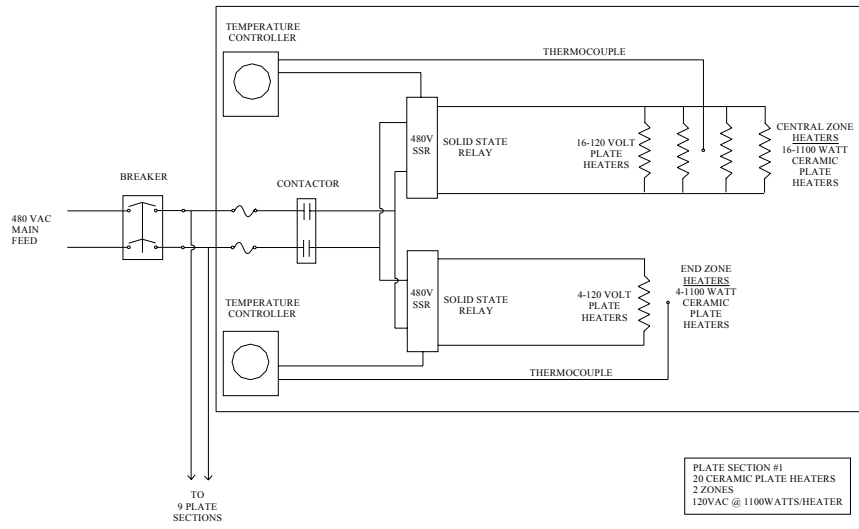 TEMPERATURE
CONTROLLER
THERMOCOUPLE
480V
SSR
SOLID STATE
RELAY
16-120 VOLT
PLATE
HEATERS
CENTRAL ZONE
HEATERS
16-1100 WATT
CERAMIC
PLATE
HEATERS
BREAKER
CONTACTOR
480 VAC
MAIN
FEED
TEMPERATURE
CONTROLLER
480V
SSR
SOLID STATE
RELAY
4-120 VOLT
PLATE
HEATERS
END ZONE
HEATERS
4-1100 WATT
CERAMIC
PLATE
HEATERS
THERMOCOUPLE
TO
9 PLATE
SECTIONS
PLATE SECTION #1
20 CERAMIC PLATE HEATERS
2 ZONES
120VAC @ 1100WATTS/HEATER